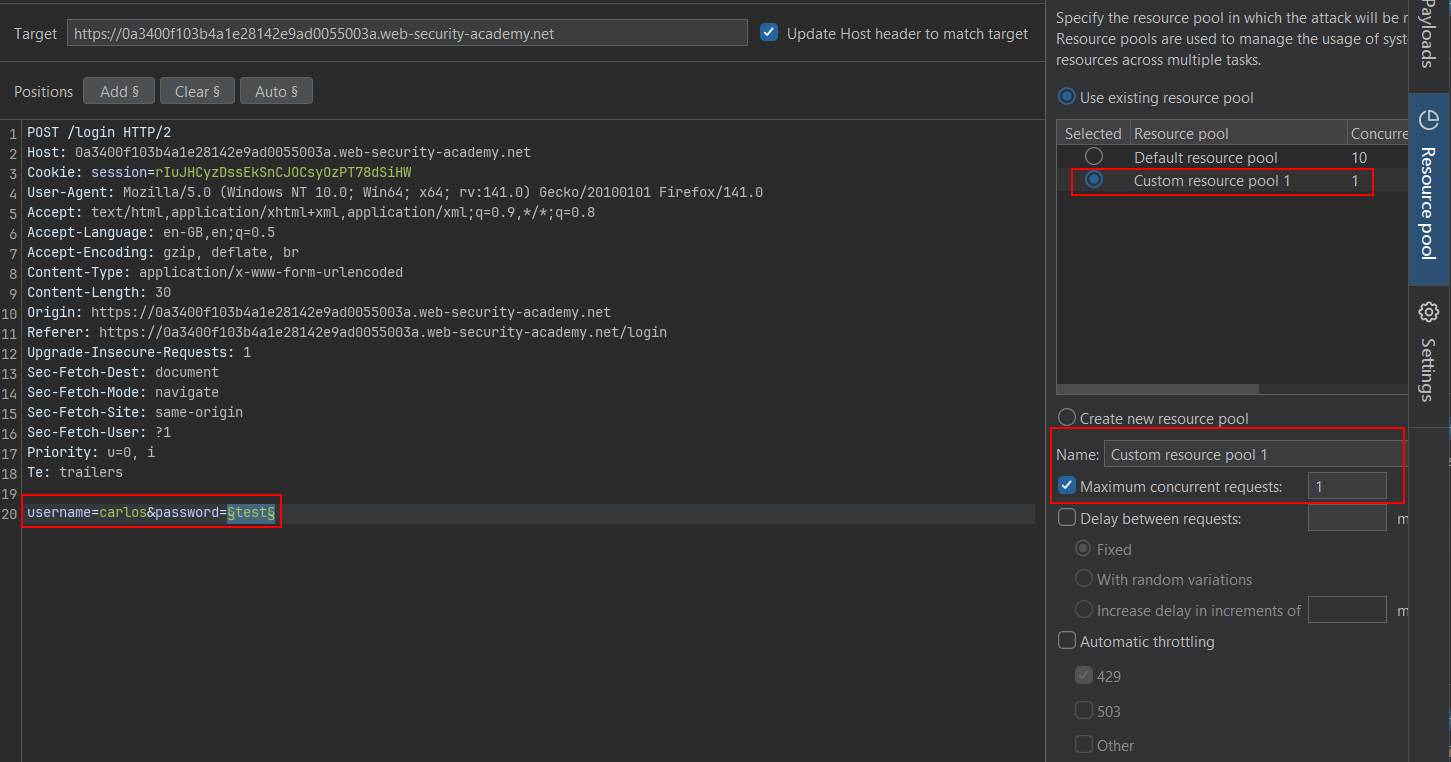 Target https://0a3400f103b4a1e28142e9ad0055003a.web-security-academy.net Update Host header to match target
Positions Add § Clear § Auto §
1 POST /login HTTP/2
2 Host: 0a3400f103b4a1e28142e9ad0055003a.web-security-academy.net
3 Cookie: session=rIuJHCyzDssEkSnCJOCsyOzPT78dSiHW
4 User-Agent: Mozilla/5.0 (Windows NT 10.0; Win64; x64; rv:141.0) Gecko/20100101 Firefox/141.0
5 Accept: text/html,application/xhtml+xml,application/xml;q=0.9,*/*;q=0.8
6 Accept-Language: en-GB,en;q=0.5
7 Accept-Encoding: gzip, deflate, br
8 Content-Type: application/x-www-form-urlencoded
9 Content-Length: 30
10 Origin: https://0a3400f103b4a1e28142e9ad0055003a.web-security-academy.net
11 Referer: https://0a3400f103b4a1e28142e9ad0055003a.web-security-academy.net/login
12 Upgrade-Insecure-Requests: 1
13 Sec-Fetch-Dest: document
14 Sec-Fetch-Mode: navigate
15 Sec-Fetch-Site: same-origin
16 Sec-Fetch-User: ?1
17 Priority: u=0, i
18 Te: trailers
19
20 username=carlos&password=§test§
Specify the resource pool in which the attack will be r
Resource pools are used to manage the usage of syst
resources across multiple tasks.
Use existing resource pool
Selected Resource pool Concurre
Default resource pool 10
Custom resource pool 1 1
Create new resource pool
Name: Custom resource pool 1
Maximum concurrent requests: 1
Delay between requests: m
Fixed
With random variations
Increase delay in increments of m
Automatic throttling
429
503
Other
Payloads
Resource pool
Settings